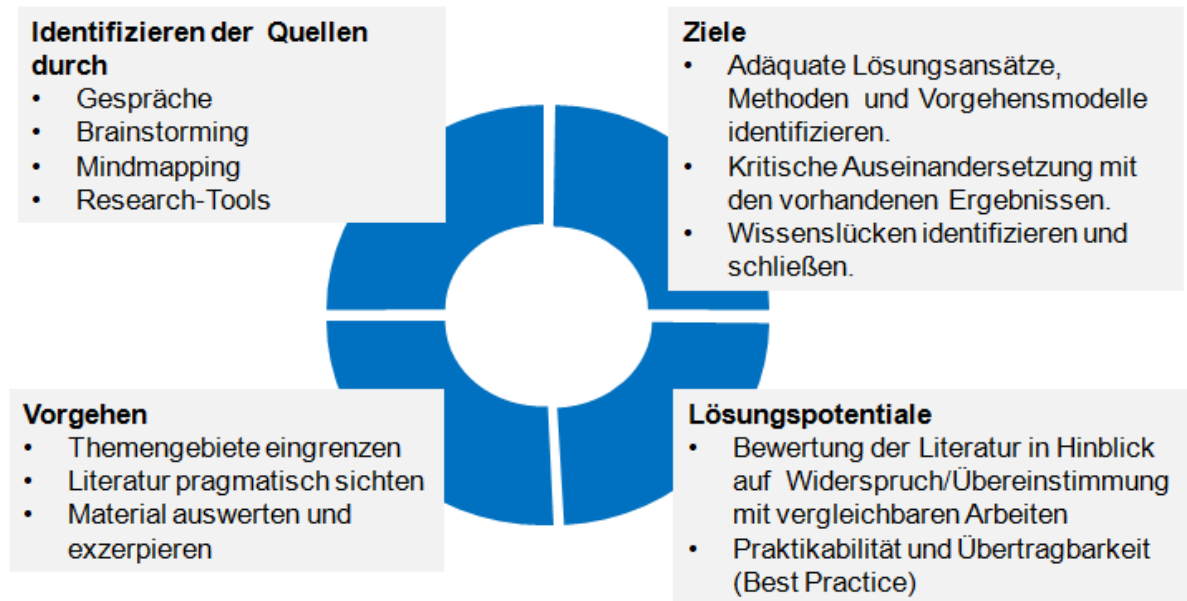 Identifizieren der Quellen
durch
• Gespräche
• Brainstorming
• Mindmapping
• Research-Tools
Ziele
• Adäquate Lösungsansätze,
Methoden und Vorgehensmodelle
identifizieren.
• Kritische Auseinandersetzung mit
den vorhandenen Ergebnissen.
• Wissenslücken identifizieren und
schließen.
Vorgehen
• Themengebiete eingrenzen
• Literatur pragmatisch sichten
• Material auswerten und
exzerpieren
Lösungspotentiale
• Bewertung der Literatur in Hinblick
auf Widerspruch/Übereinstimmung
mit vergleichbaren Arbeiten
• Praktikabilität und Übertragbarkeit
(Best Practice)